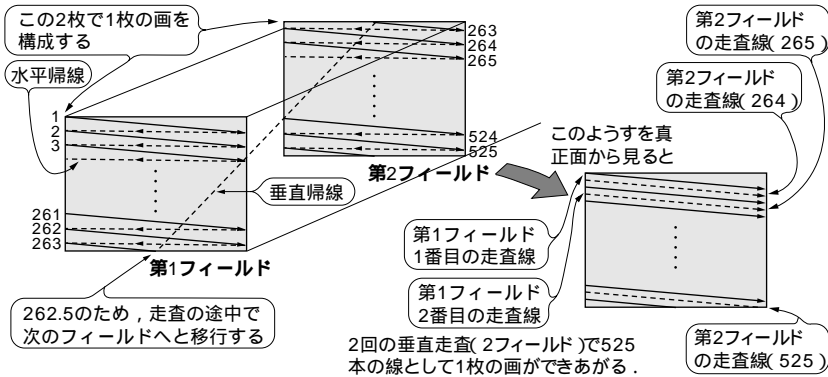 この2枚で1枚の画を
構成する
水平帰線
1
2
3
261
262
263
第1フィールド
262.5のため，走査の途中で
次のフィールドへと移行する
263
264
265
524
525
第2フィールド
垂直帰線
このようすを真
正面から見ると
第2フィールド
の走査線(265)
第2フィールド
の走査線(264)
第1フィールド
1番目の走査線
第1フィールド
2番目の走査線
第2フィールド
の走査線(525)
2回の垂直走査(2フィールド)で525
本の線として1枚の画ができあがる．